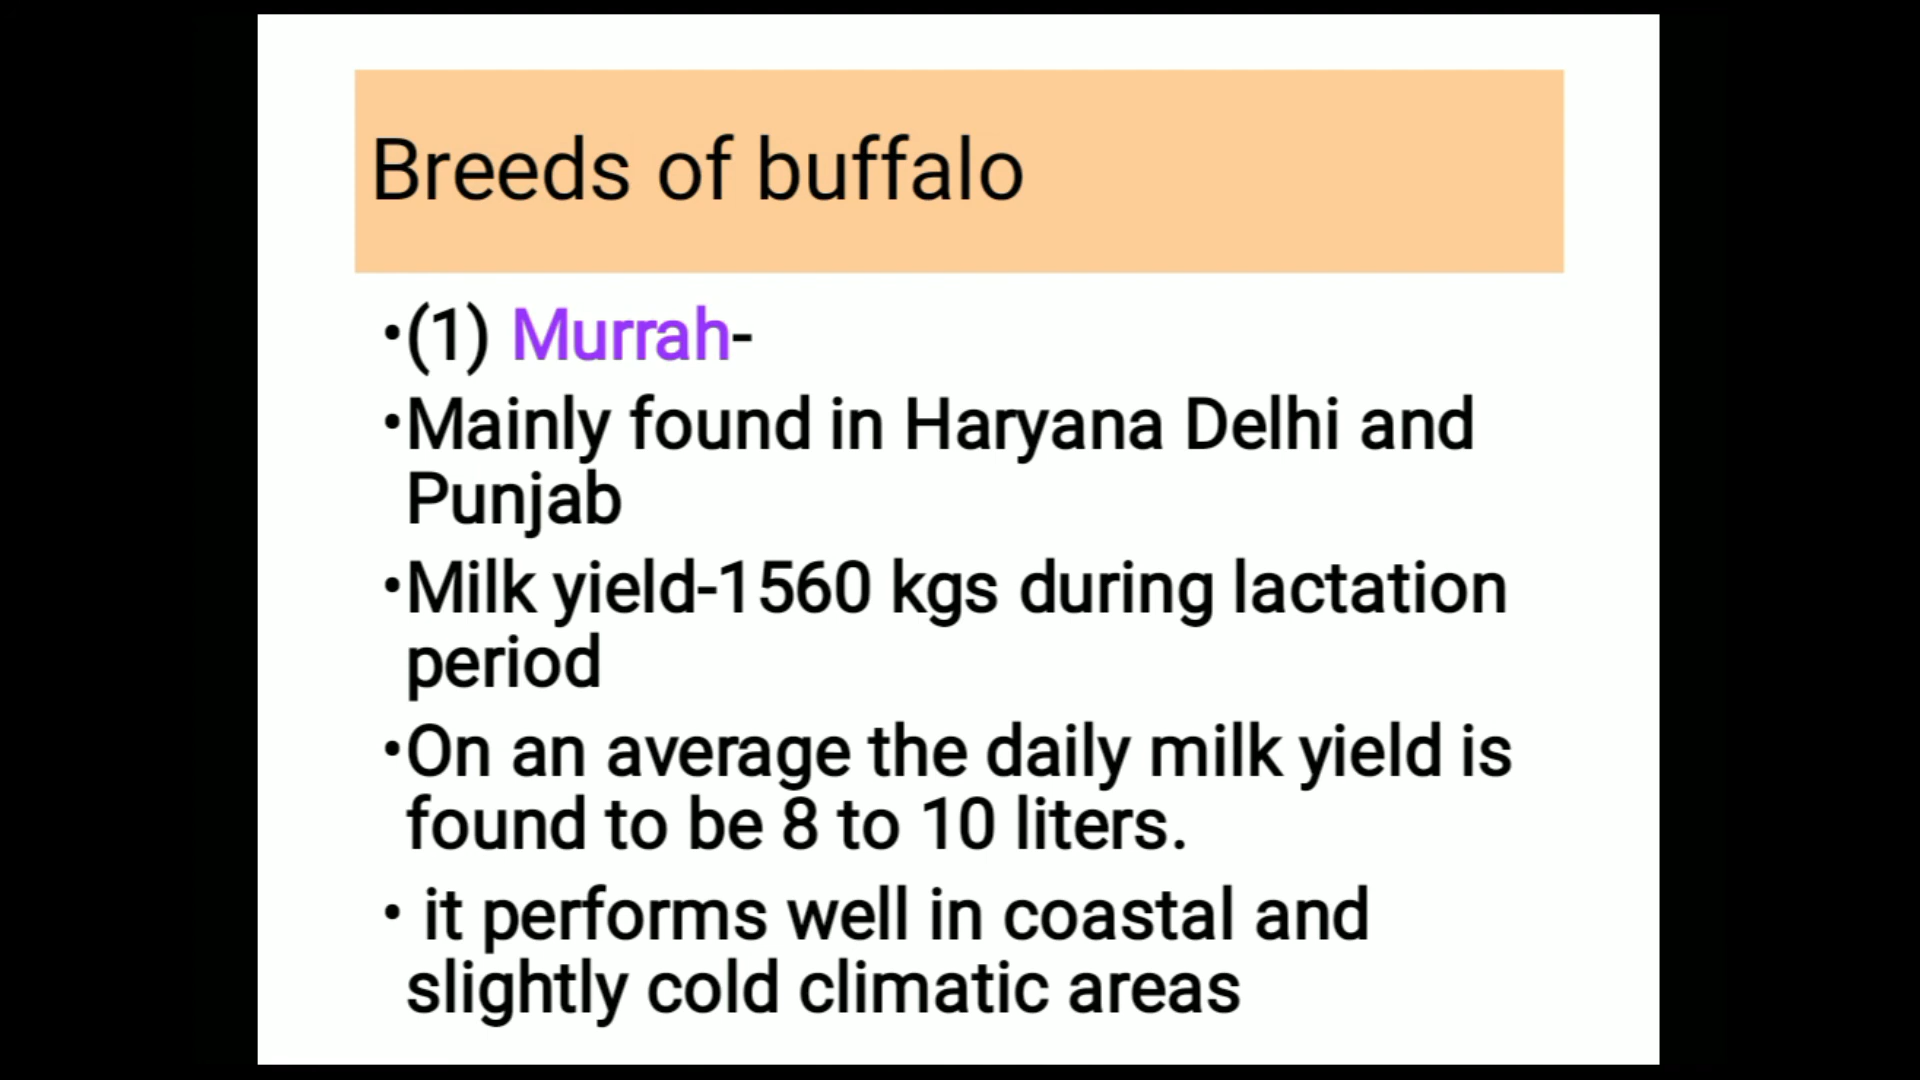 Breeds of buffalo
•(1) Murrah-
•Mainly found in Haryana Delhi and
Punjab
•Milk yield-1560 kgs during lactation
period
•On an average the daily milk yield is
found to be 8 to 10 liters.
• it performs well in coastal and
slightly cold climatic areas